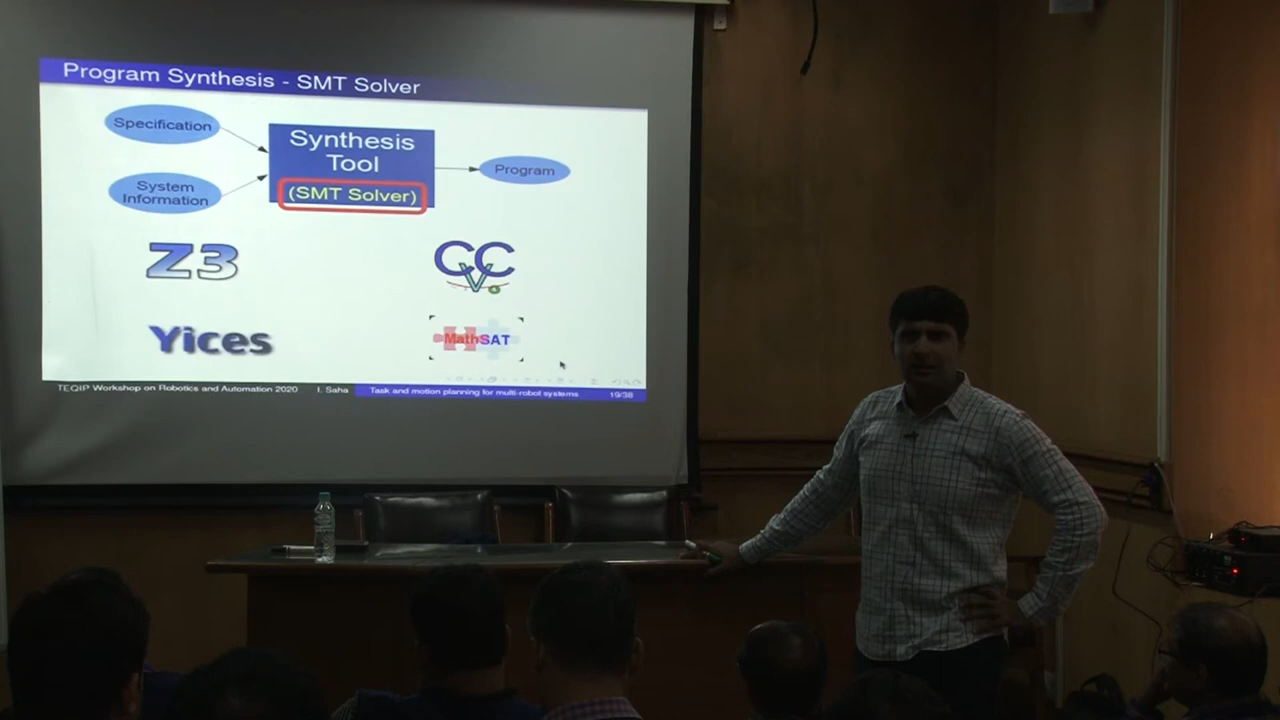 Program Synthesis - SMT Solver
Specification
System
Information
Synthesis
Tool
(SMT Solver)
Program
Z3
CVC
Yices
MathSAT
TEQIP Workshop on Robotics and Automation 2020
I. Saha
Task and motion planning for multi-robot systems
19/38